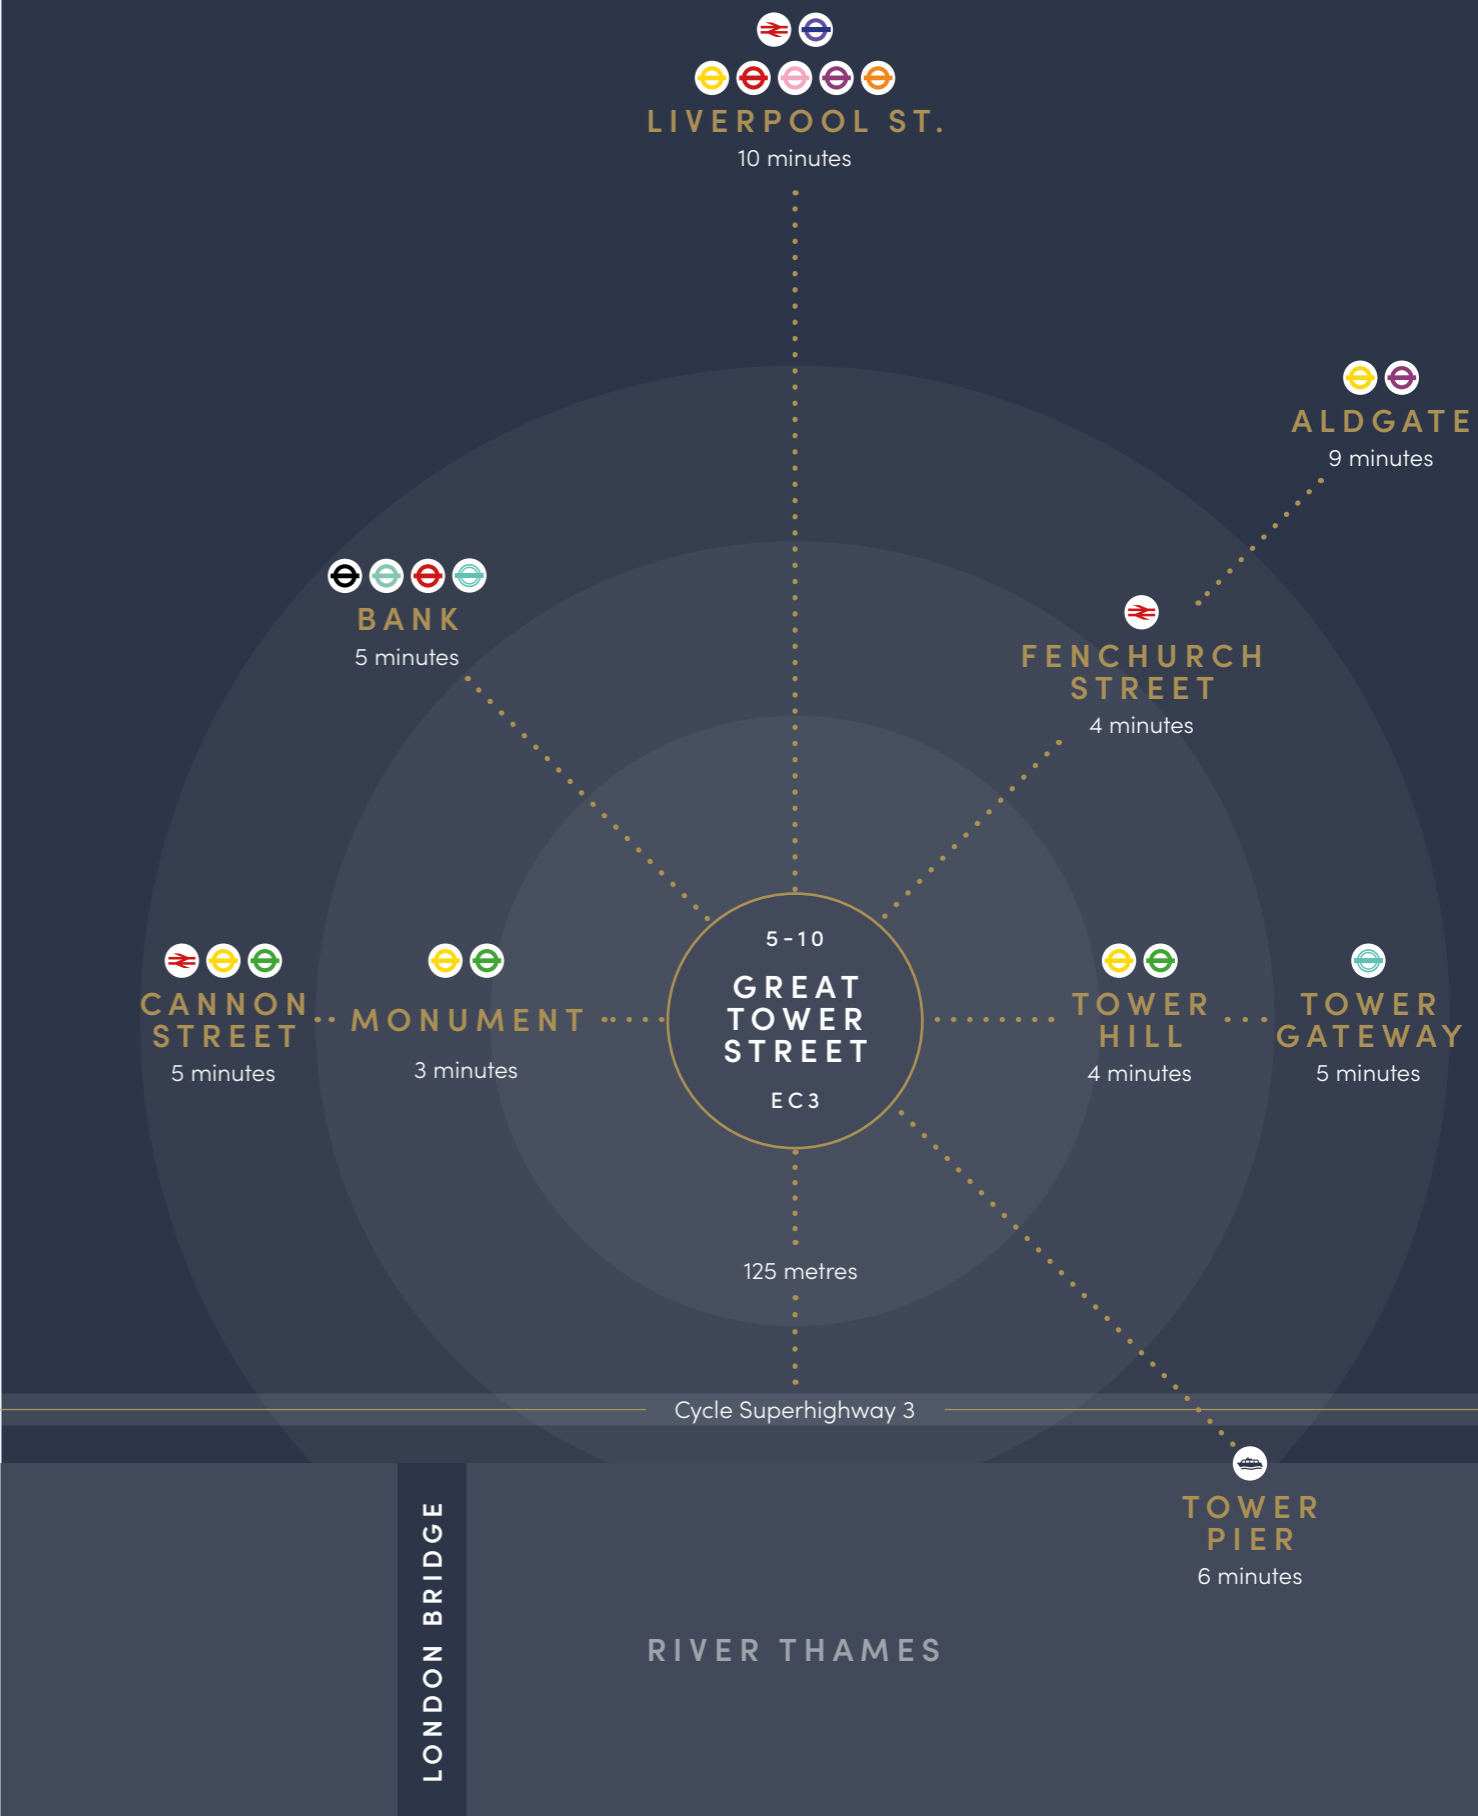 LIVERPOOL ST.
10 minutes
ALDGATE
9 minutes
BANK
5 minutes
FENCHURCH
STREET
4 minutes
CANNON
STREET
5 minutes
MONUMENT
3 minutes
5-10
GREAT
TOWER
STREET
EC3
TOWER
HILL
4 minutes
TOWER
GATEWAY
5 minutes
125 metres
Cycle Superhighway 3
TOWER
PIER
6 minutes
LONDON BRIDGE
RIVER THAMES